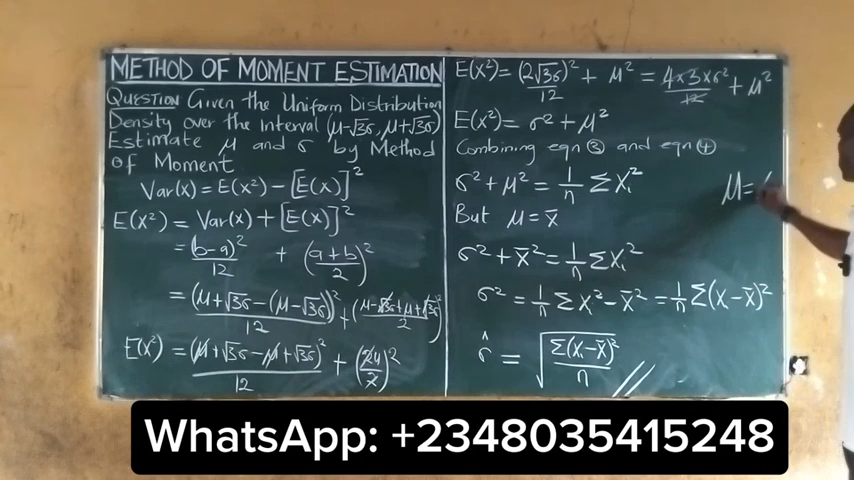 METHOD OF MOMENT ESTIMATION
QUESTION Given the Uniform Distribution
Density over the Interval (μ-√3σ, μ+√3σ)
Estimate μ and σ by Method
of Moment
Var(x) = E(x²) - [E(x)]²
E(x²) = Var(x) + [E(x)]²
= (b-a)²/12 + (a+b/2)²
= (μ+√3σ-(μ-√3σ))²/12 + (μ-√3σ+μ+√3σ/2)²
E(x²) = (μ+√3σ-μ+√3σ)²/12 + (2μ/2)²
E(x²) = (2√3σ)²/12 + μ² = 4x3xσ²/12 + μ²
E(x²) = σ² + μ²
Combining eqn ③ and eqn ④
σ² + μ² = 1/n Σxᵢ²
But μ = x̄
μ =
σ² + x̄² = 1/n Σxᵢ²
σ² = 1/n Σxᵢ² - x̄² = 1/n Σ(xᵢ - x̄)²
σ̂ = √Σ(xᵢ-x̄)²/n //
WhatsApp: +2348035415248